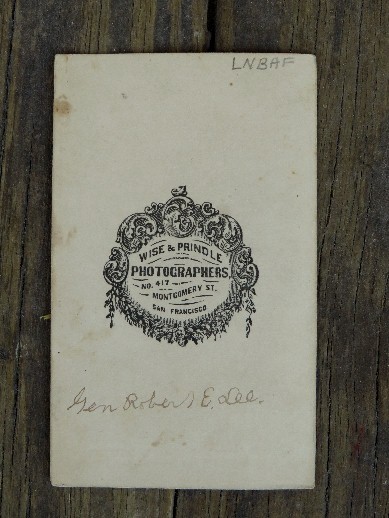 LNBAF
WISE & PRINDLE
PHOTOGRAPHERS,
NO. 417
MONTGOMERY ST.
SAN FRANCISCO
Gen Robert E. Lee.